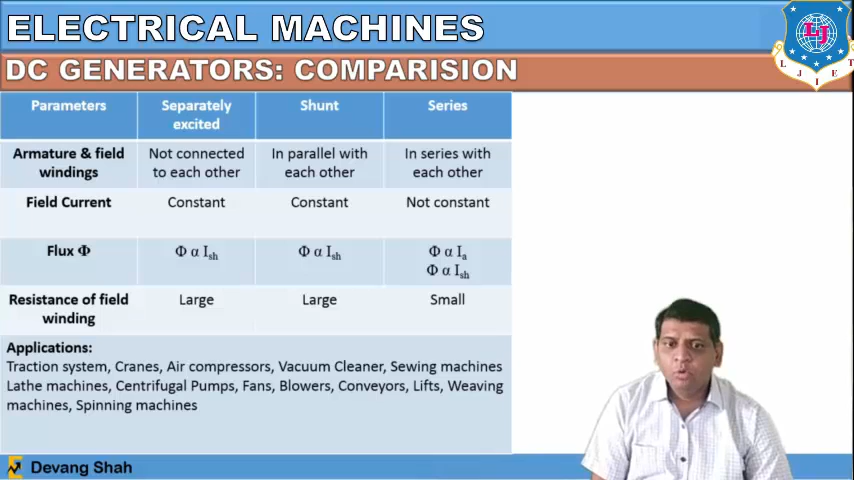 ELECTRICAL MACHINES
DC GENERATORS: COMPARISION
LJ
L J I E T
Parameters Separately excited Shunt Series
Armature & field windings Not connected to each other In parallel with each other In series with each other
Field Current Constant Constant Not constant
Flux Φ Φ α Ish Φ α Ish Φ α Ia
Φ α Ish
Resistance of field winding Large Large Small
Applications:
Traction system, Cranes, Air compressors, Vacuum Cleaner, Sewing machines
Lathe machines, Centrifugal Pumps, Fans, Blowers, Conveyors, Lifts, Weaving
machines, Spinning machines
Devang Shah